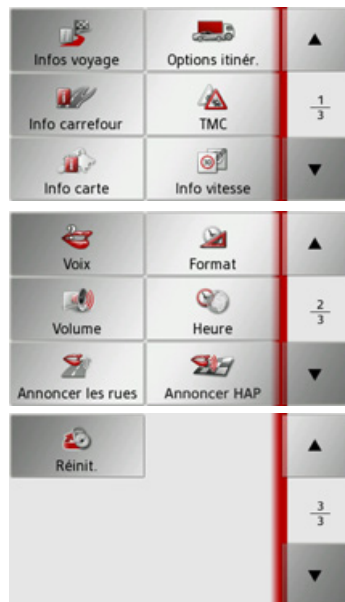 Infos voyage
Options itinér.
1
3
Info carrefour
TMC
Info carte
Info vitesse
Voix
Format
2
3
Volume
Heure
Annoncer les rues
Annoncer HAP
Réinit.
3
3